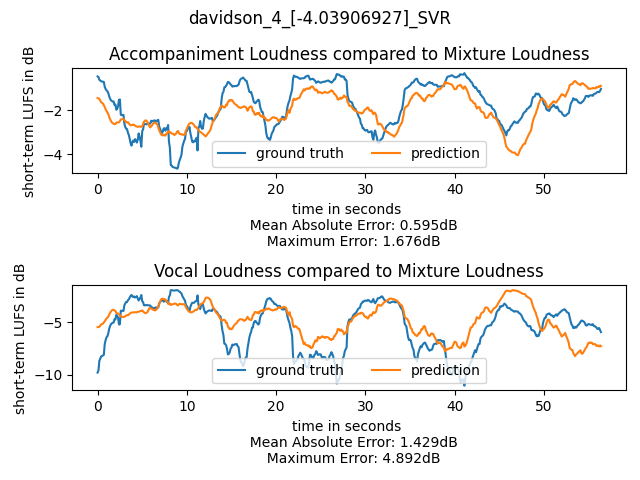 davidson_4_[-4.03906927]_SVR
Accompaniment Loudness compared to Mixture Loudness
short-term LUFS in dB
−2
−4
ground truth
prediction
0 10 20 30 40 50
time in seconds
Mean Absolute Error: 0.595dB
Maximum Error: 1.676dB
Vocal Loudness compared to Mixture Loudness
short-term LUFS in dB
−5
−10
ground truth
prediction
0 10 20 30 40 50
time in seconds
Mean Absolute Error: 1.429dB
Maximum Error: 4.892dB